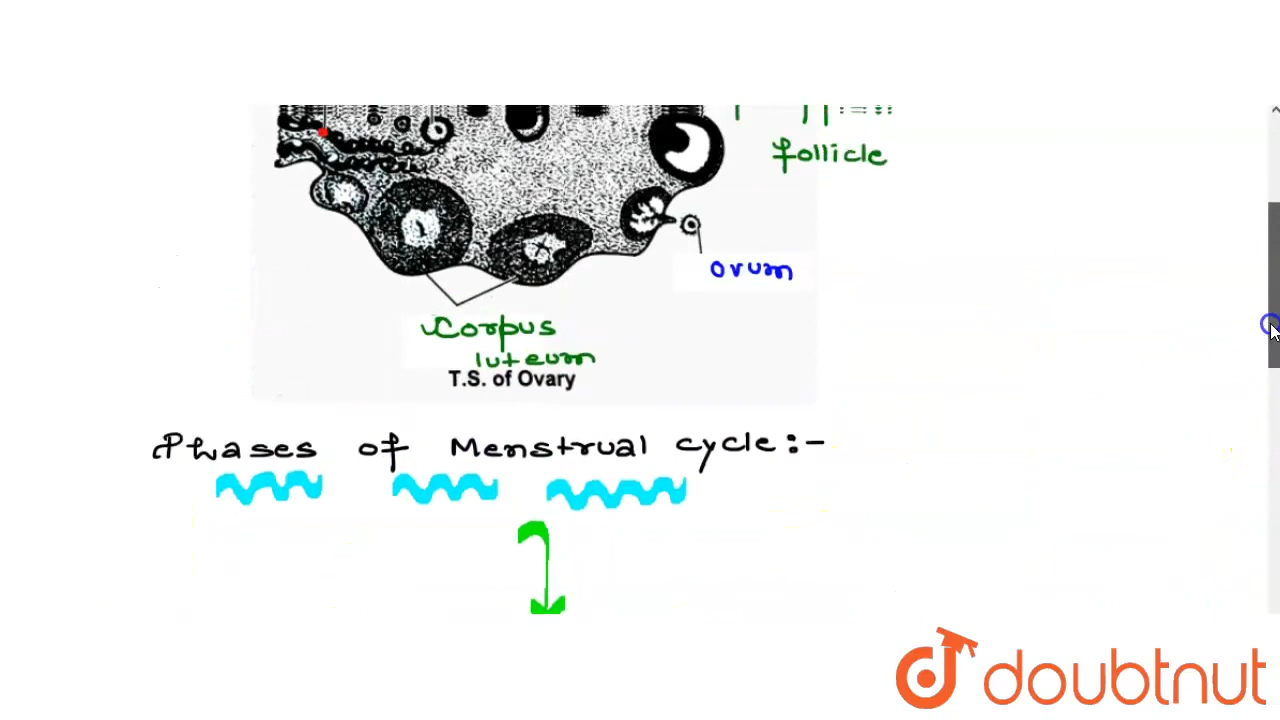 follicle
ovum
Corpus
luteum
T.S. of Ovary
Phases of Menstrual cycle:-
doubtnut